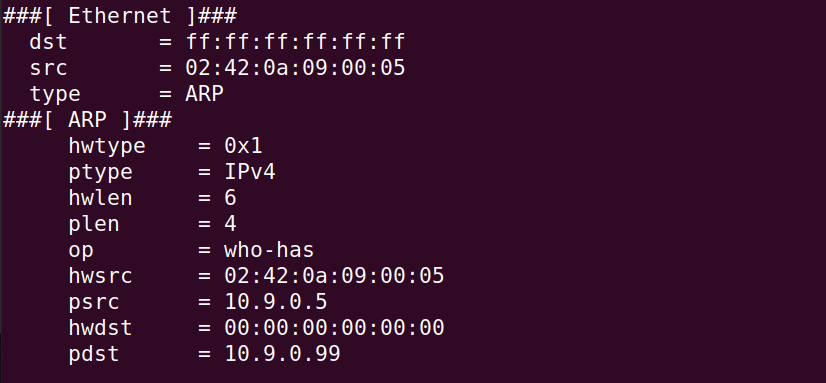 ###[ Ethernet ]###
  dst       = ff:ff:ff:ff:ff:ff
  src       = 02:42:0a:09:00:05
  type      = ARP
###[ ARP ]###
     hwtype    = 0x1
     ptype     = IPv4
     hwlen     = 6
     plen      = 4
     op        = who-has
     hwsrc     = 02:42:0a:09:00:05
     psrc      = 10.9.0.5
     hwdst     = 00:00:00:00:00:00
     pdst      = 10.9.0.99